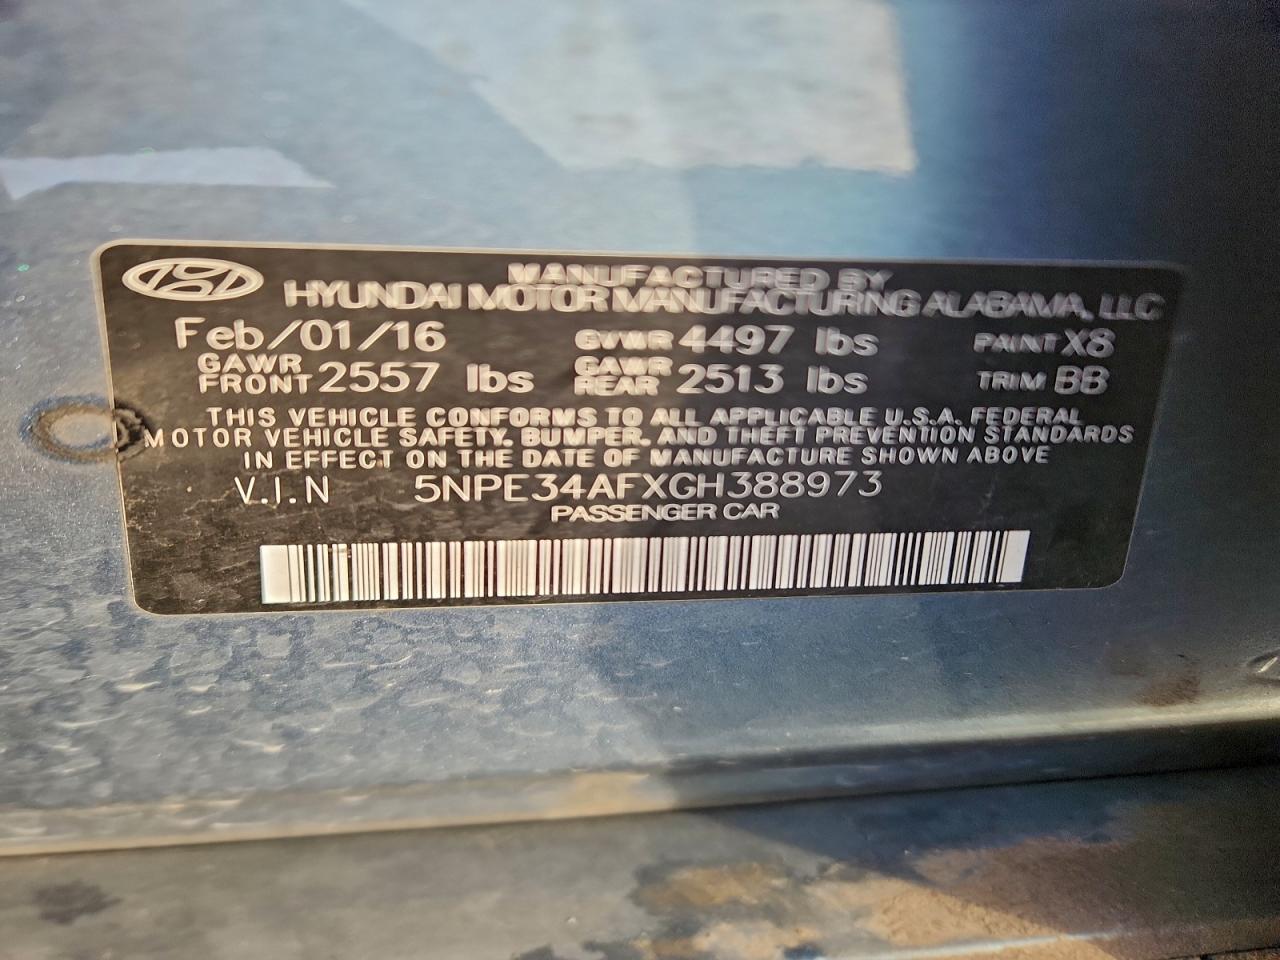 MANUFACTURED BY
HYUNDAI MOTOR MANUFACTURING ALABAMA, LLC
Feb/01/16 GVWR 4497 lbs PAINT X8
GAWR FRONT 2557 lbs GAWR REAR 2513 lbs TRIM BB
THIS VEHICLE CONFORMS TO ALL APPLICABLE U.S.A. FEDERAL
MOTOR VEHICLE SAFETY, BUMPER, AND THEFT PREVENTION STANDARDS
IN EFFECT ON THE DATE OF MANUFACTURE SHOWN ABOVE
V.I.N 5NPE34AFXGH388973
PASSENGER CAR